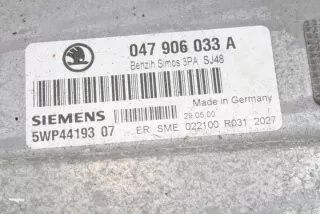 047 906 033 A
Benzin Simos 3PA SJ48
Made in Germany
SIEMENS
29.05.00
5WP44193 07
ER SME 022100 R031 2027